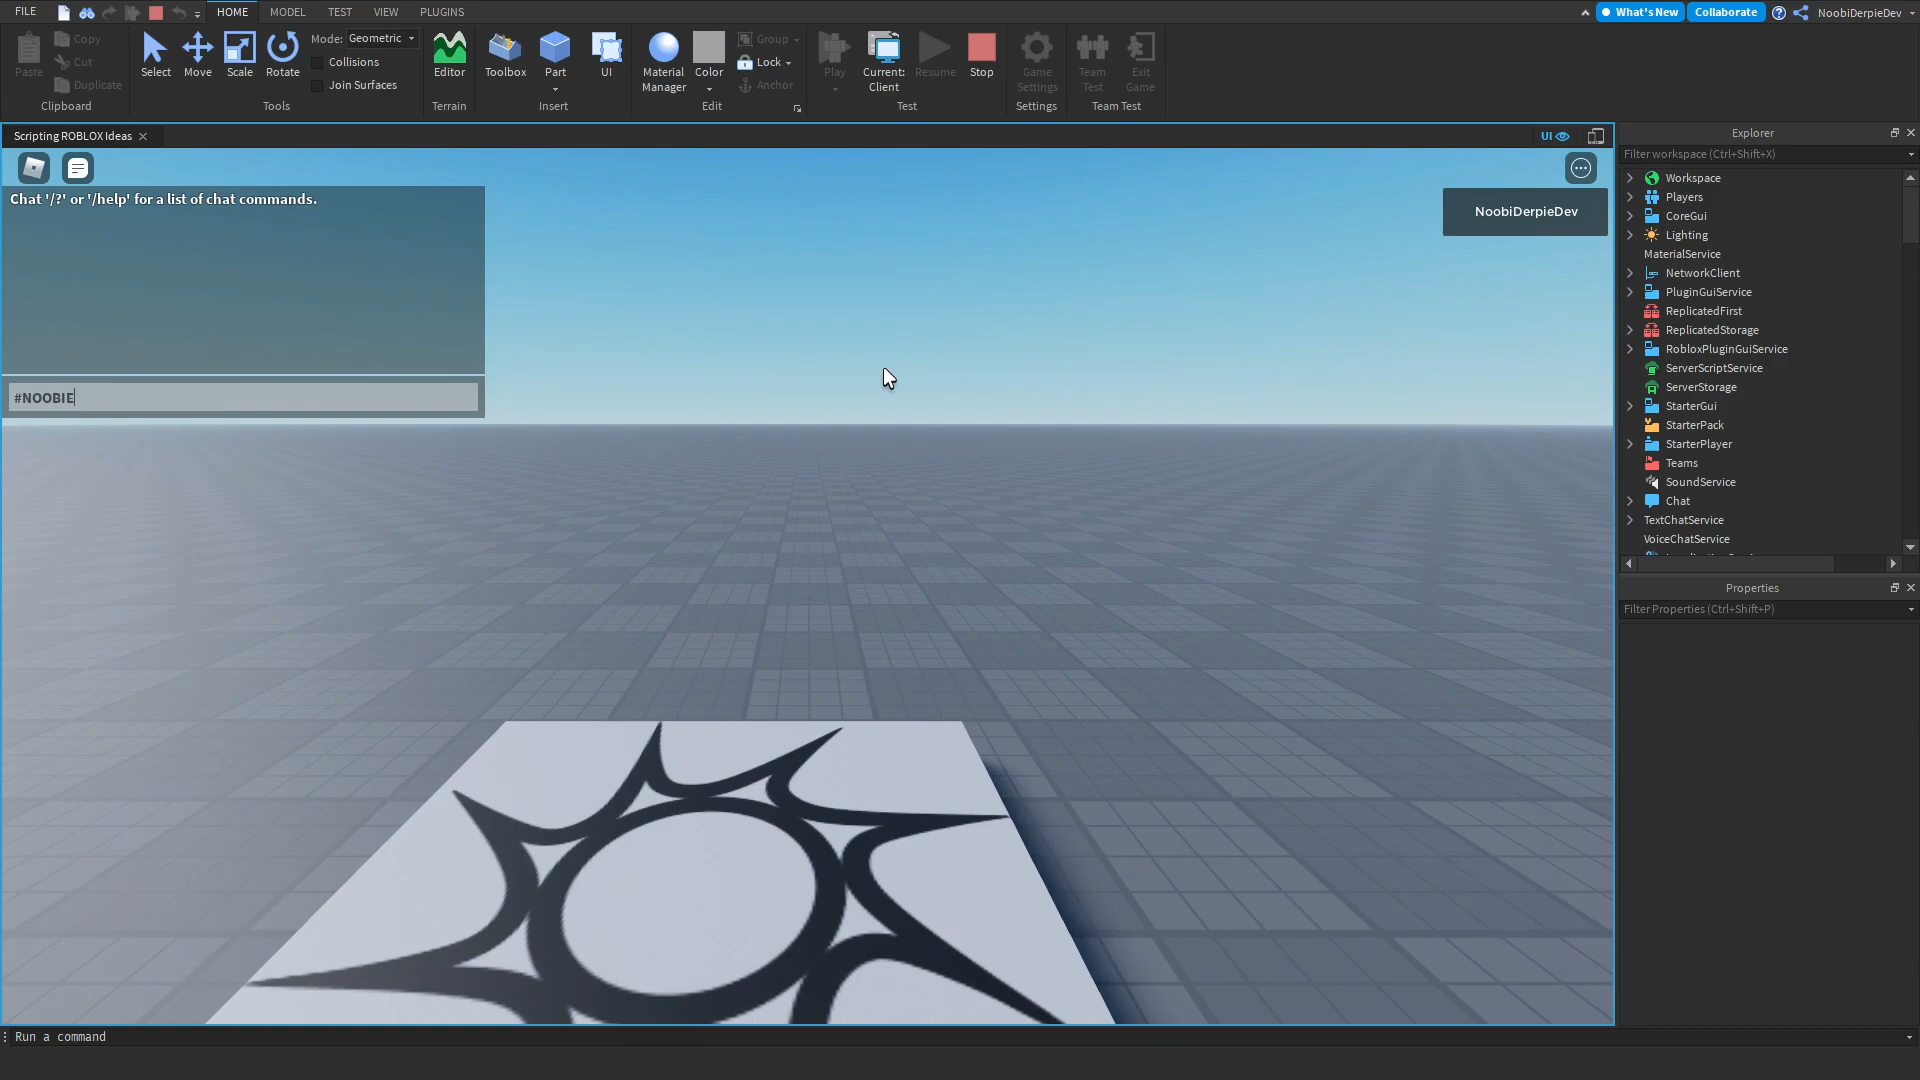 FILE HOME MODEL TEST VIEW PLUGINS What's New Collaborate NoobiDerpieDev
Paste Copy Cut Duplicate
Clipboard
Select Move Scale Rotate Mode: Geometric Collisions Join Surfaces
Tools
Editor
Terrain
Toolbox Part UI
Insert
Material Manager Color Group Lock Anchor
Edit
Play Current: Client Resume Stop
Test
Game Settings
Settings
Team Test Exit Game
Team Test
Scripting ROBLOX Ideas UI
Chat '/?' or '/help' for a list of chat commands.
#NOOBIE
NoobiDerpieDev
Explorer
Filter workspace (Ctrl+Shift+X)
Workspace
Players
CoreGui
Lighting
MaterialService
NetworkClient
PluginGuiService
ReplicatedFirst
ReplicatedStorage
RobloxPluginGuiService
ServerScriptService
ServerStorage
StarterGui
StarterPack
StarterPlayer
Teams
SoundService
Chat
TextChatService
VoiceChatService
Properties
Filter Properties (Ctrl+Shift+P)
Run a command